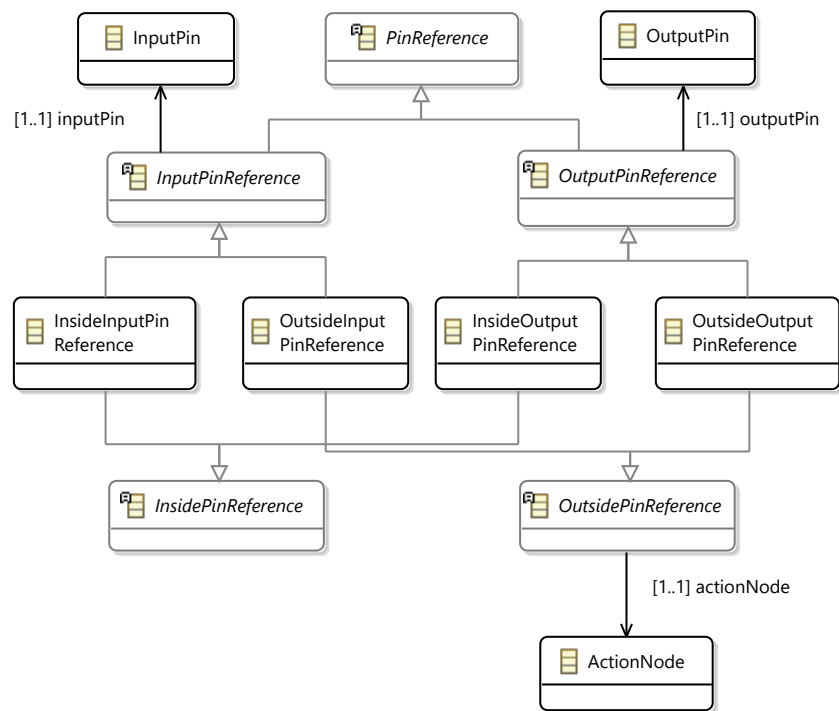 InputPin
PinReference
OutputPin
[1..1] inputPin
[1..1] outputPin
InputPinReference
OutputPinReference
InsideInputPin
Reference
OutsideInput
PinReference
InsideOutput
PinReference
OutsideOutput
PinReference
InsidePinReference
OutsidePinReference
[1..1] actionNode
ActionNode